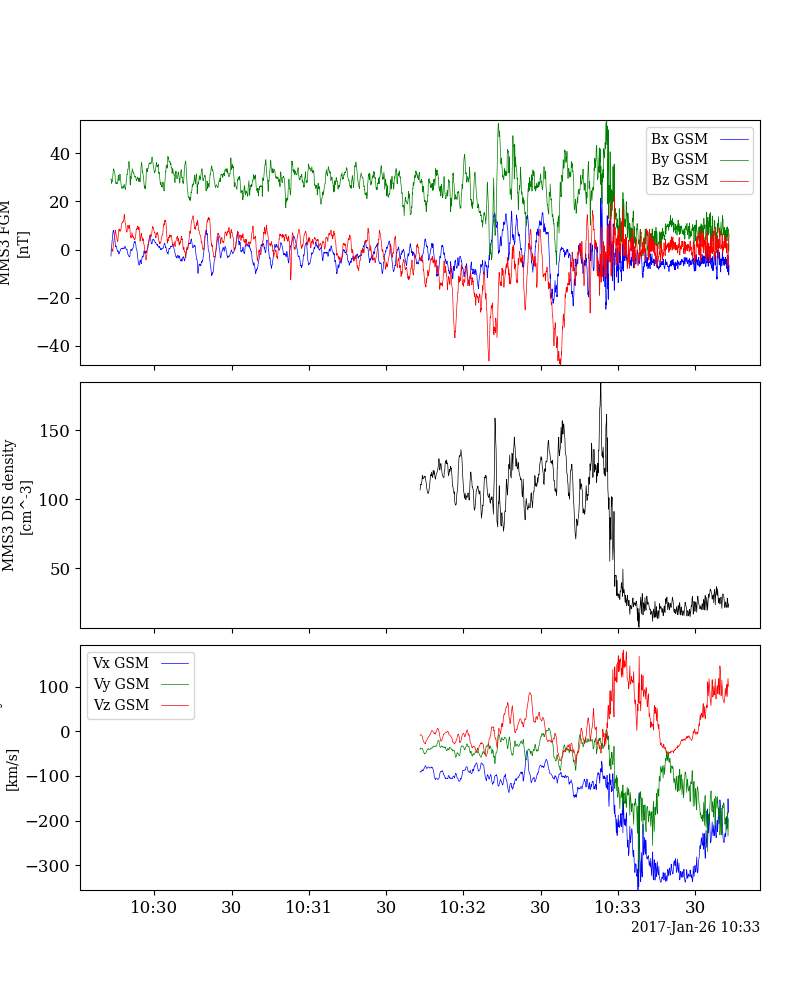 Bx GSM
By GSM
Bz GSM
40
20
0
−20
−40
MMS3 FGM
[nT]
150
100
50
MMS3 DIS density
[cm^-3]
Vx GSM
Vy GSM
Vz GSM
100
0
−100
−200
−300
[km/s]
10:30
30
10:31
30
10:32
30
10:33
30
2017-Jan-26 10:33